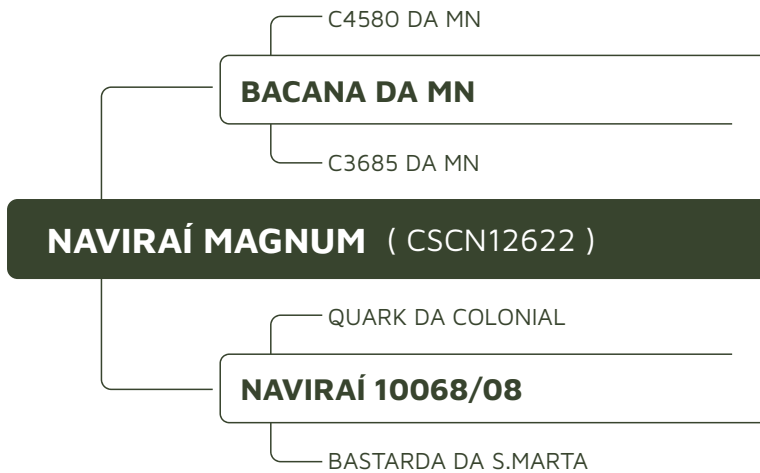 C4580 DA MN
BACANA DA MN
C3685 DA MN
NAVIRAÍ MAGNUM ( CSCN12622 )
QUARK DA COLONIAL
NAVIRAÍ 10068/08
BASTARDA DA S.MARTA